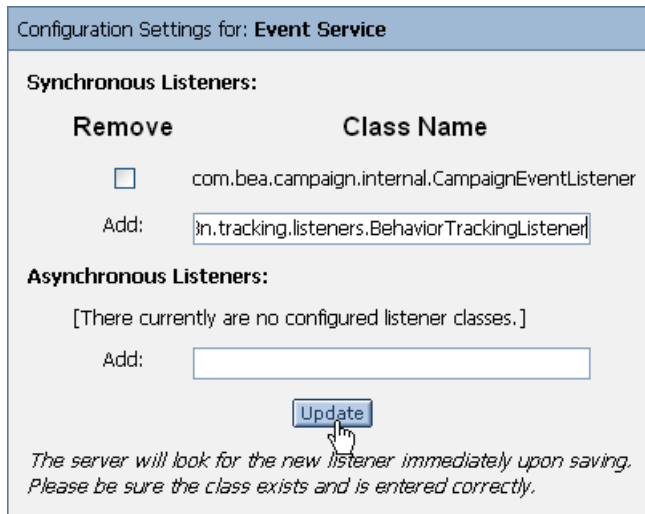 Configuration Settings for: Event Service
Synchronous Listeners:
Remove Class Name
com.bea.campaign.internal.CampaignEventListener
Add: n.tracking.listeners.BehaviorTrackingListener
Asynchronous Listeners:
[There currently are no configured listener classes.]
Add:
Update
The server will look for the new listener immediately upon saving.
Please be sure the class exists and is entered correctly.